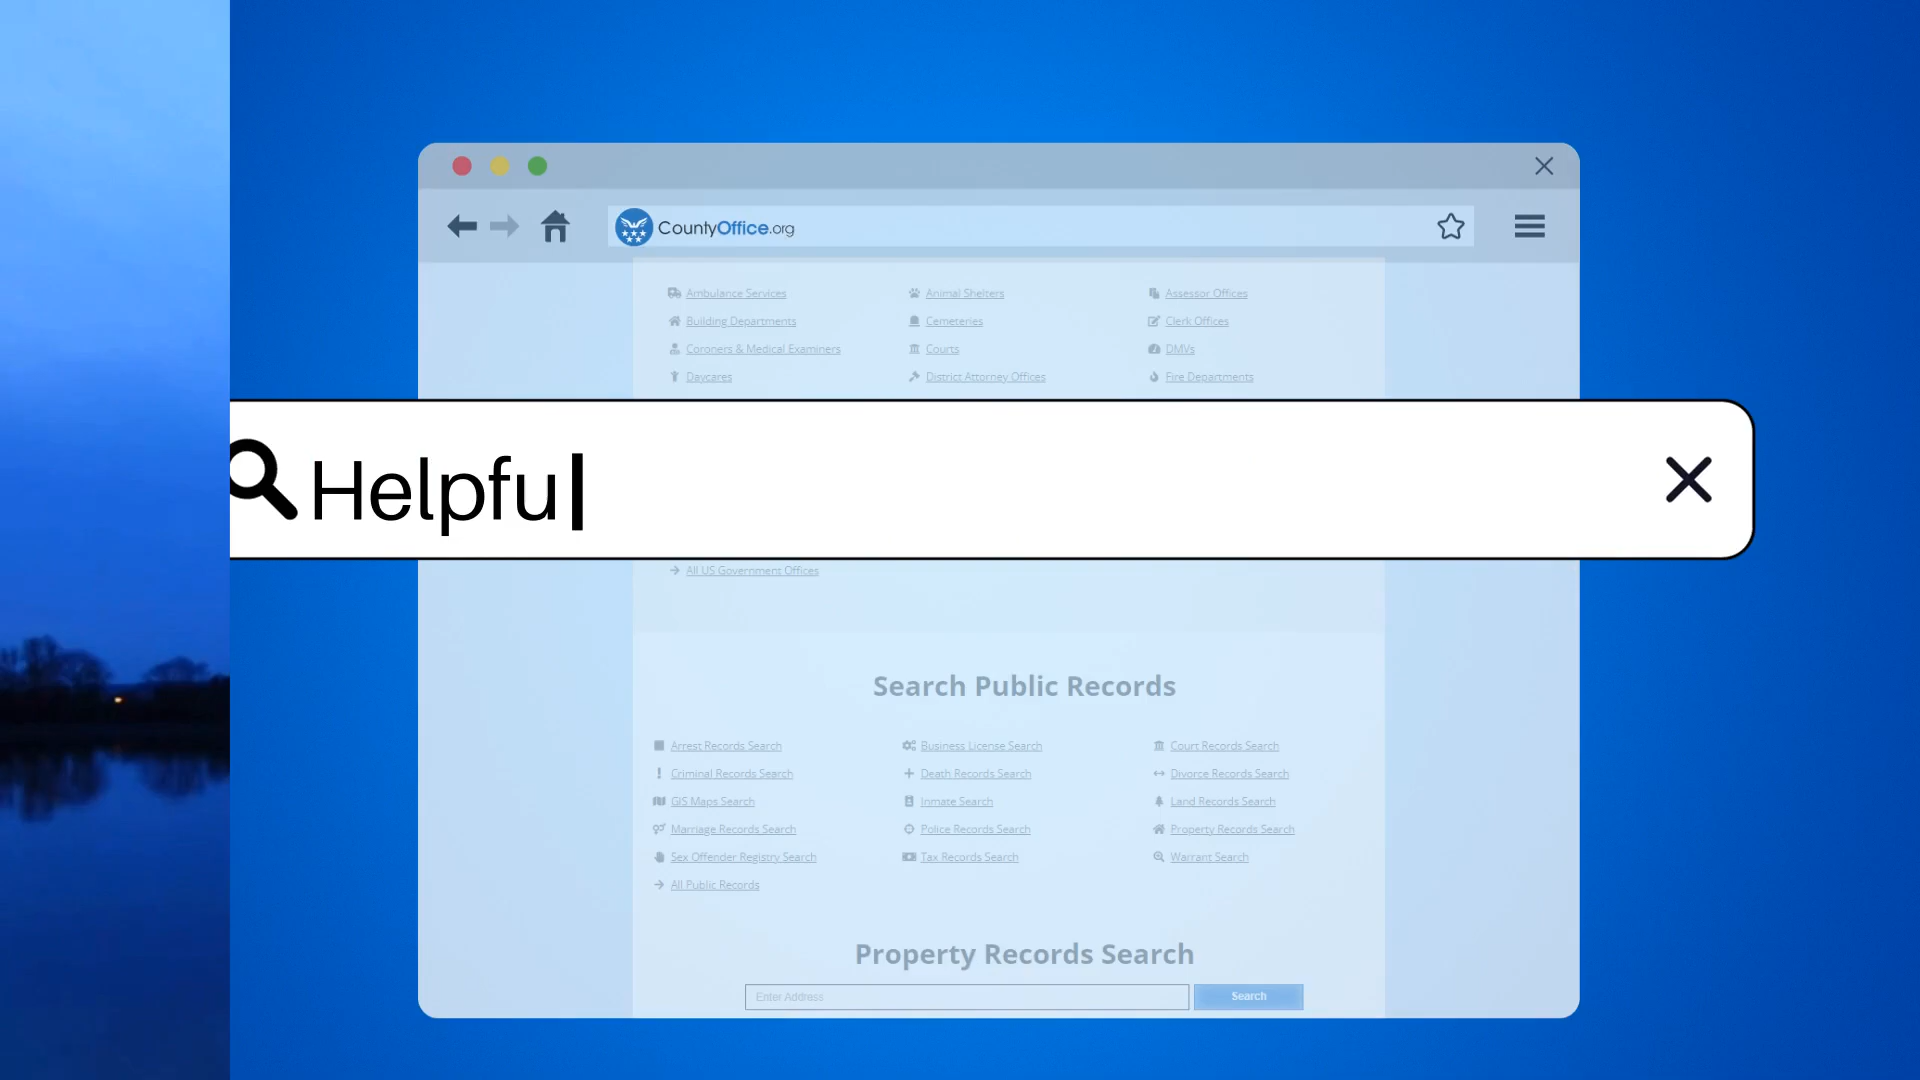 CountyOffice.org
Ambulance Services Animal Shelters Assessor Offices
Building Departments Cemeteries Clerk Offices
Coroners & Medical Examiners Courts DMVs
Daycares District Attorney Offices Fire Departments
Helpfu
All US Government Offices
Search Public Records
Arrest Records Search Business License Search Court Records Search
Criminal Records Search Death Records Search Divorce Records Search
GIS Maps Search Inmate Search Land Records Search
Marriage Records Search Police Records Search Property Records Search
Sex Offender Registry Search Tax Records Search Warrant Search
All Public Records
Property Records Search
Enter Address Search